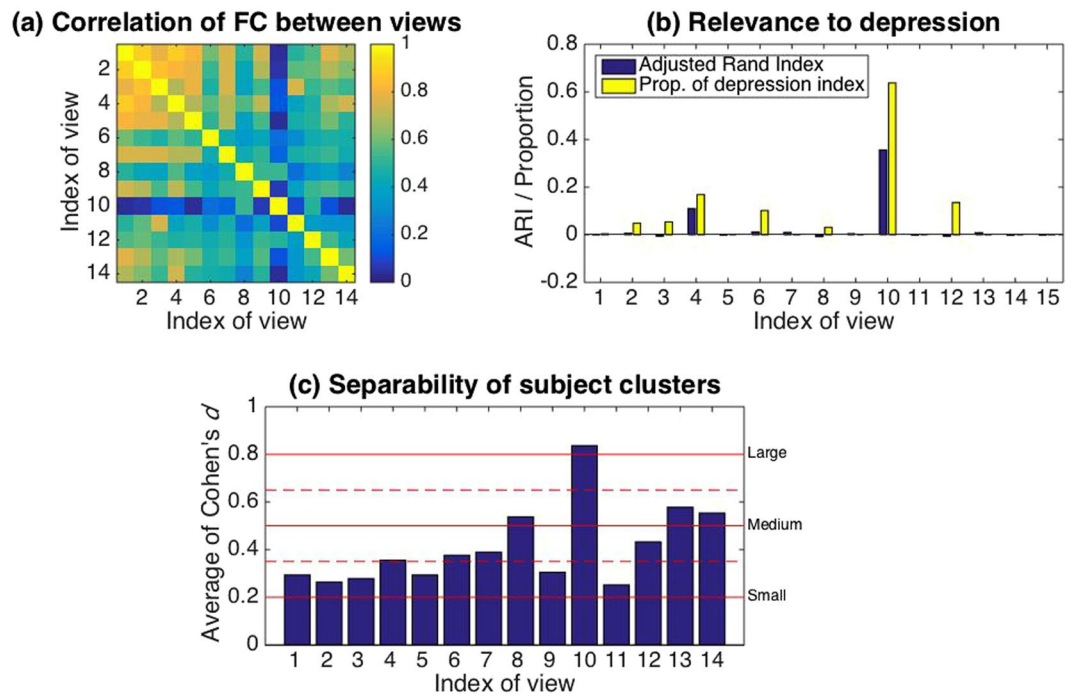 (a) Correlation of FC between views
Index of view
2
4
6
8
10
12
14
2 4 6 8 10 12 14
Index of view
1
0.8
0.6
0.4
0.2
0
(b) Relevance to depression
ARI / Proportion
0.8
0.6
0.4
0.2
0
-0.2
Adjusted Rand Index
Prop. of depression index
1 2 3 4 5 6 7 8 9 10 11 12 13 14 15
Index of view
(c) Separability of subject clusters
Average of Cohen's d
1
0.8
0.6
0.4
0.2
0
Large
Medium
Small
1 2 3 4 5 6 7 8 9 10 11 12 13 14
Index of view